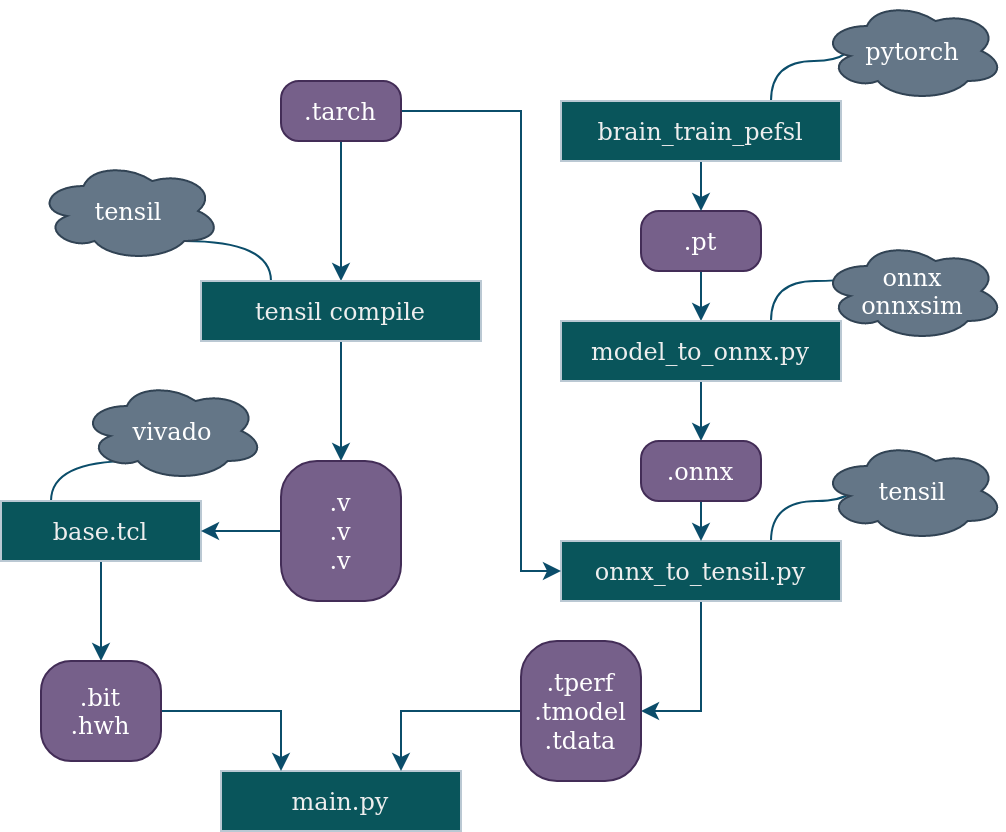 pytorch
.tarch
brain_train_pefsl
tensil
.pt
onnx
onnxsim
tensil compile
model_to_onnx.py
vivado
.onnx
.v
.v
.v
tensil
base.tcl
onnx_to_tensil.py
.bit
.hwh
.tperf
.tmodel
.tdata
main.py